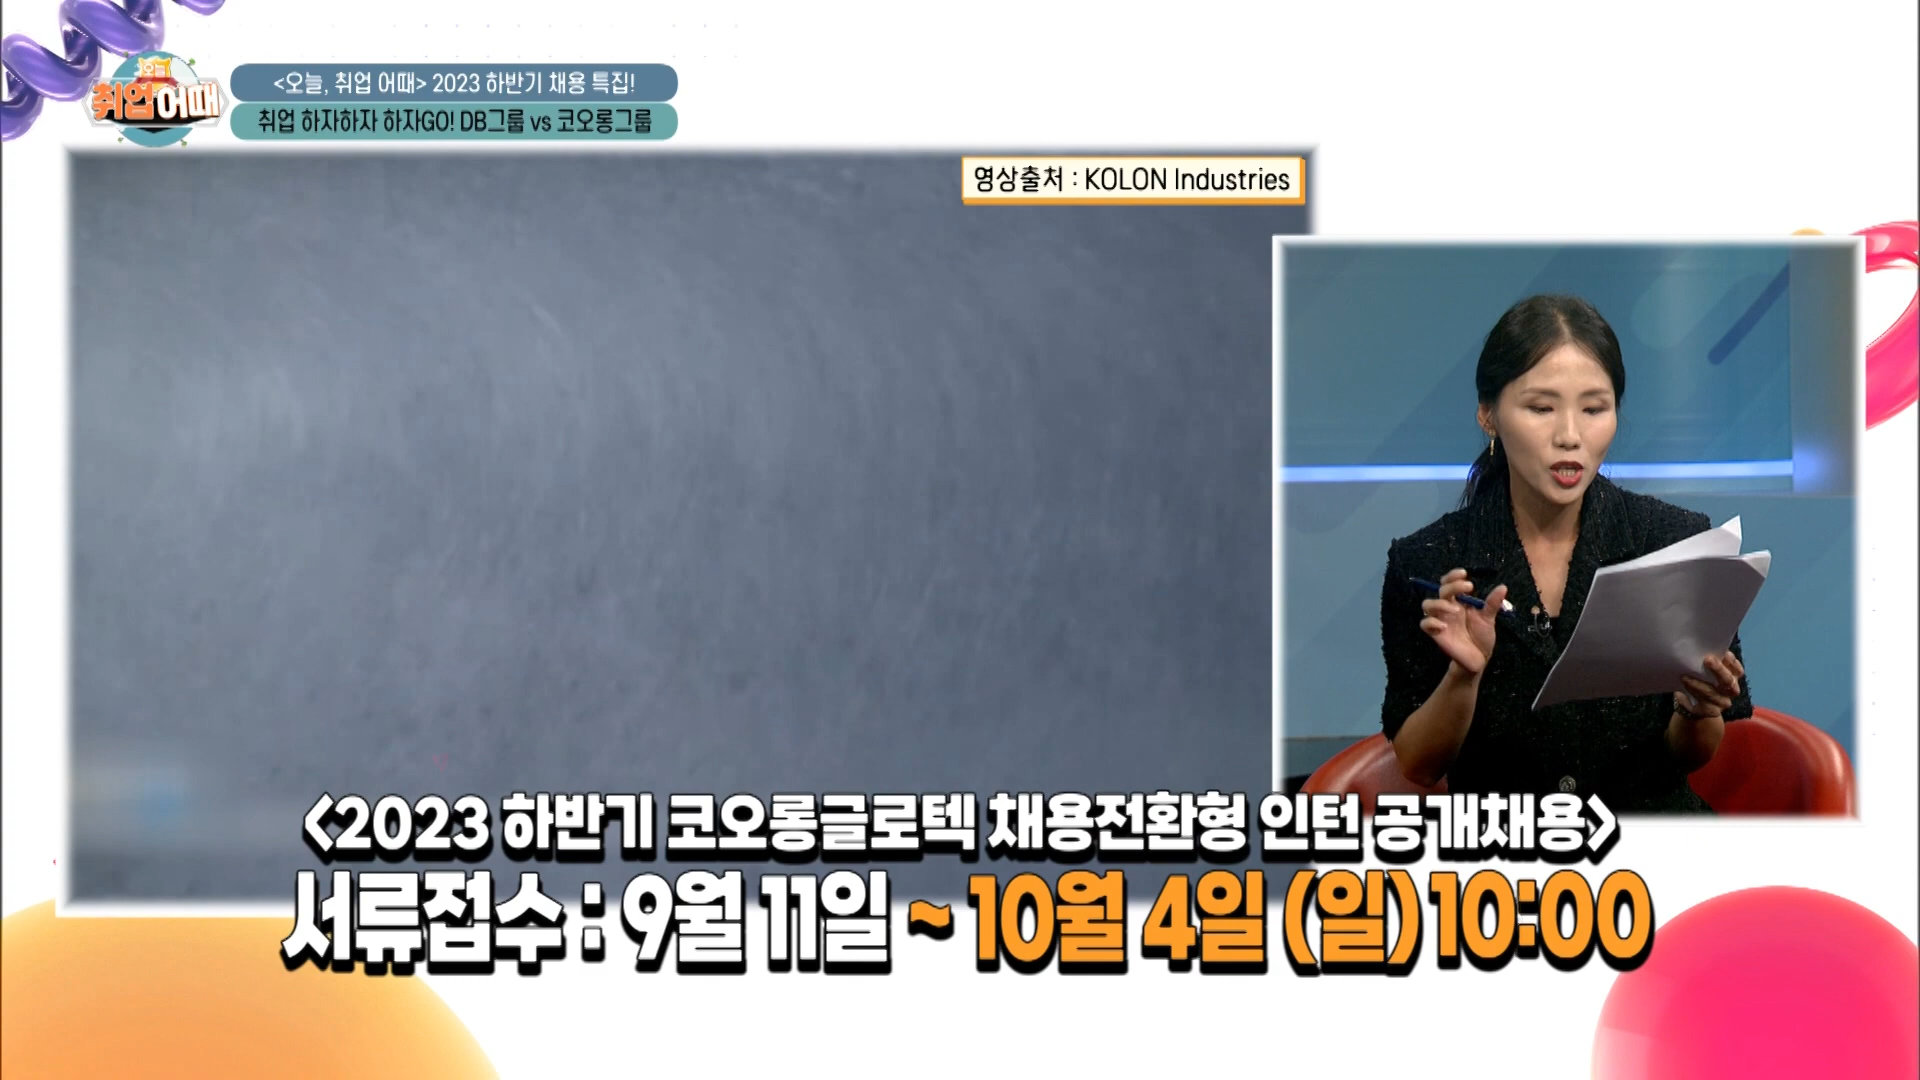 오늘
취업어때
<오늘, 취업 어때> 2023 하반기 채용 특집!
취업 하자하자 하자GO! DB그룹 vs 코오롱그룹
영상출처 : KOLON Industries
<2023 하반기 코오롱글로텍 채용전환형 인턴 공개채용>
서류접수 : 9월 11일 ~ 10월 4일 (일) 10:00